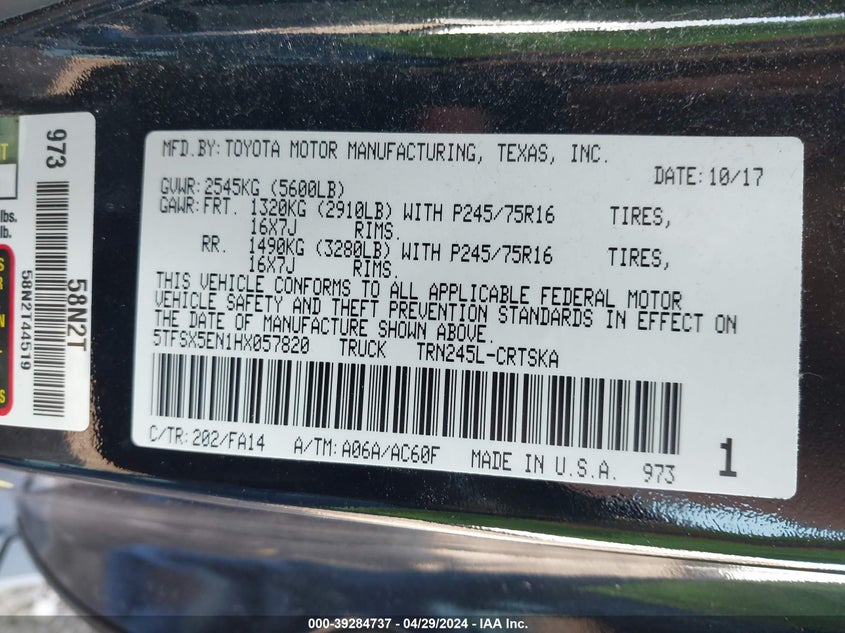 MFD.BY: TOYOTA MOTOR MANUFACTURING, TEXAS, INC.
DATE: 10/17
GVWR: 2545KG (5600LB)
GAWR: FRT. 1320KG (2910LB) WITH P245/75R16 TIRES,
16X7J RIMS.
RR. 1490KG (3280LB) WITH P245/75R16 TIRES,
16X7J RIMS.
THIS VEHICLE CONFORMS TO ALL APPLICABLE FEDERAL MOTOR
VEHICLE SAFETY AND THEFT PREVENTION STANDARDS IN EFFECT ON
THE DATE OF MANUFACTURE SHOWN ABOVE.
5TFSX5EN1HX057820 TRUCK TRN245L-CRTSKA
C/TR: 202/FA14 A/TM: A06A/AC60F MADE IN U.S.A. 973 1
973
58N2T
58N2T44519
lbs.
lb.
000-39284737 - 04/29/2024 - IAA Inc.